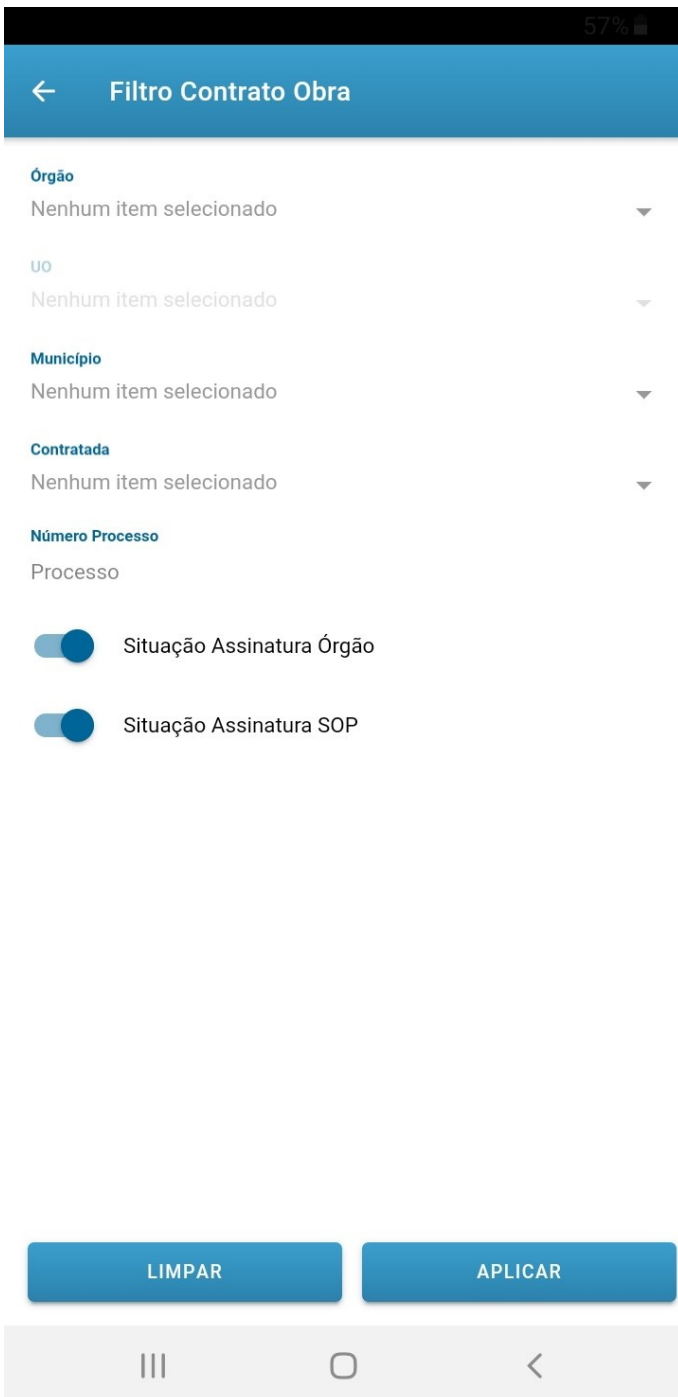 57%
Filtro Contrato Obra
Órgão
Nenhum item selecionado
UO
Nenhum item selecionado
Município
Nenhum item selecionado
Contratada
Nenhum item selecionado
Número Processo
Processo
Situação Assinatura Órgão
Situação Assinatura SOP
LIMPAR APLICAR